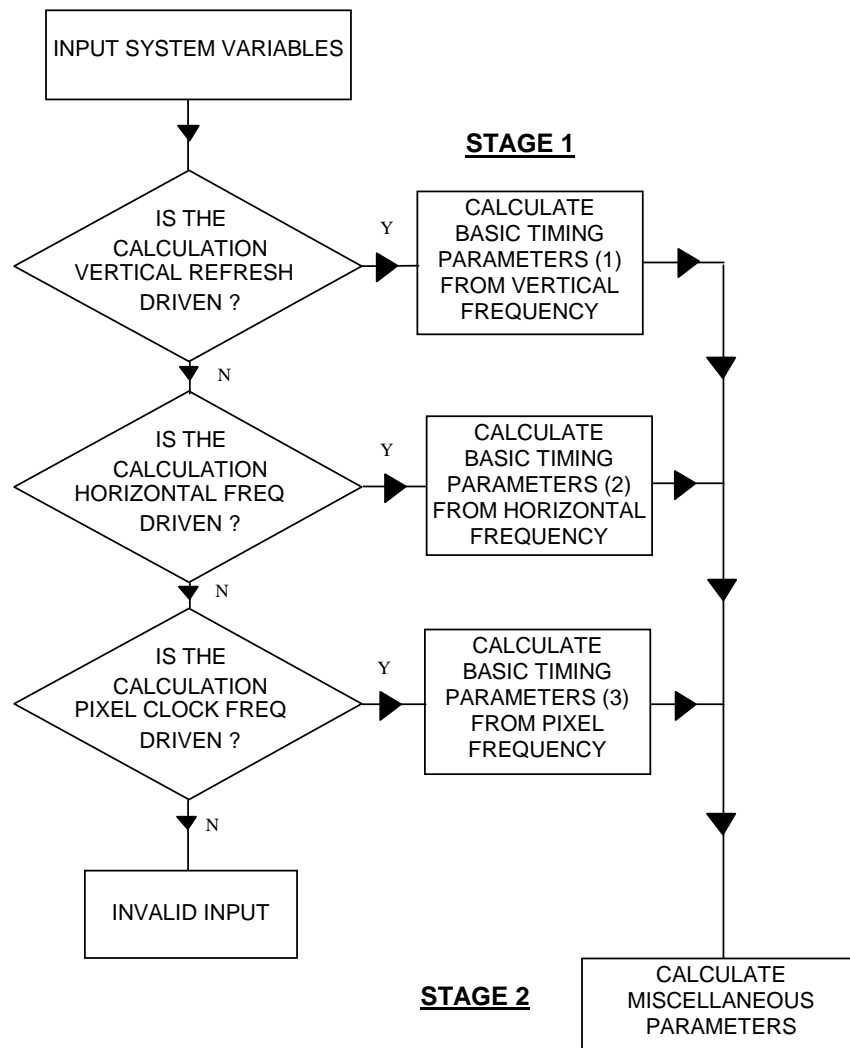 INPUT SYSTEM VARIABLES
STAGE 1
IS THE
CALCULATION
VERTICAL REFRESH
DRIVEN ?
Y
CALCULATE
BASIC TIMING
PARAMETERS (1)
FROM VERTICAL
FREQUENCY
N
IS THE
CALCULATION
HORIZONTAL FREQ
DRIVEN ?
Y
CALCULATE
BASIC TIMING
PARAMETERS (2)
FROM HORIZONTAL
FREQUENCY
N
IS THE
CALCULATION
PIXEL CLOCK FREQ
DRIVEN ?
Y
CALCULATE
BASIC TIMING
PARAMETERS (3)
FROM PIXEL
FREQUENCY
N
INVALID INPUT
STAGE 2
CALCULATE
MISCELLANEOUS
PARAMETERS